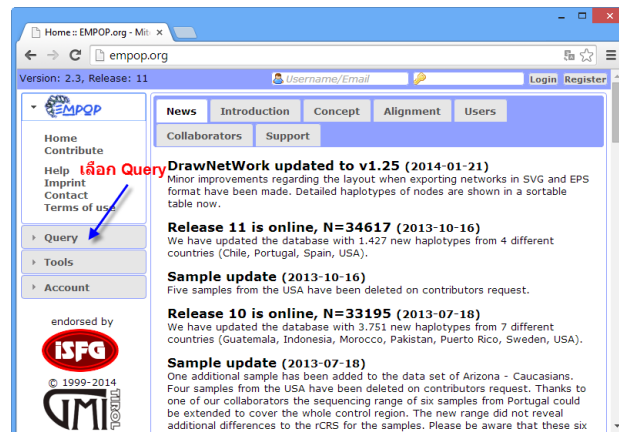 Home :: EMPOP.org - Mit
empop.org
Version: 2.3, Release: 11
Username/Email
Login Register
EMPOP
Home
Contribute
Help
Imprint
Contact
Terms of use
เลือก Query
Query
Tools
Account
endorsed by
ISFG
© 1999-2014
GMI
TIROL
News Introduction Concept Alignment Users
Collaborators Support
DrawNetWork updated to v1.25 (2014-01-21)
Minor improvements regarding the layout when exporting networks in SVG and EPS
format have been made. Detailed haplotypes of nodes are shown in a sortable
table now.
Release 11 is online, N=34617 (2013-10-16)
We have updated the database with 1.427 new haplotypes from 4 different
countries (Chile, Portugal, Spain, USA).
Sample update (2013-10-16)
Five samples from the USA have been deleted on contributors request.
Release 10 is online, N=33195 (2013-07-18)
We have updated the database with 3.751 new haplotypes from 7 different
countries (Guatemala, Indonesia, Morocco, Pakistan, Puerto Rico, Sweden, USA).
Sample update (2013-07-18)
One additional sample has been added to the data set of Arizona - Caucasians.
Four samples from the USA have been deleted on contributors request. Thanks to
one of our collaborators the sequencing range of six samples from Portugal could
be extended to cover the whole control region. The new range did not reveal
additional differences to the rCRS for the samples. Please be aware that these six